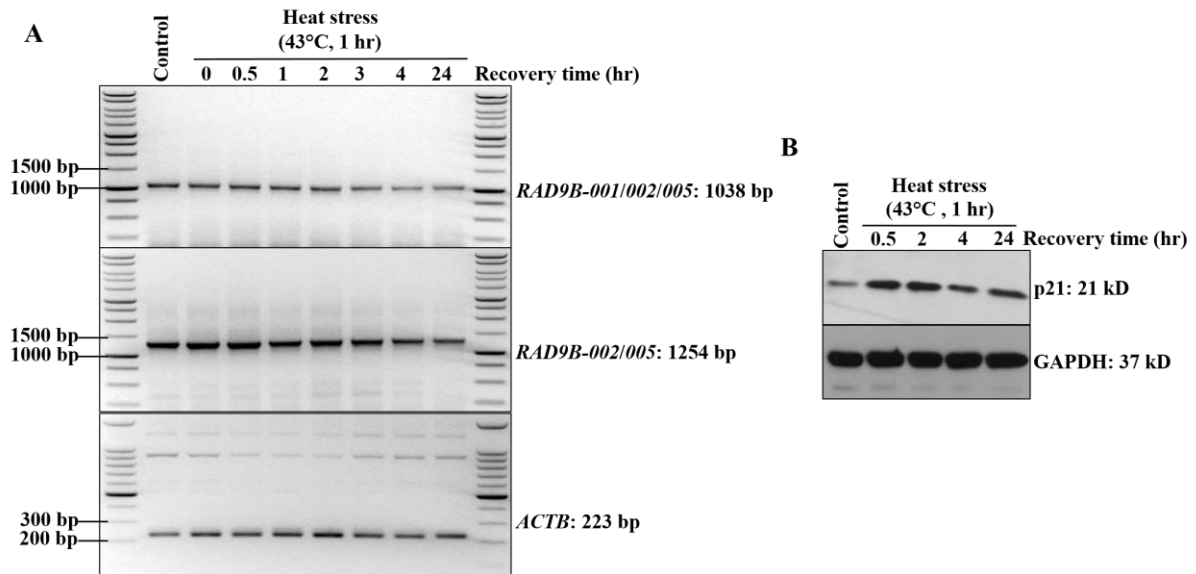 A
Control
Heat stress
(43°C, 1 hr)
0 0.5 1 2 3 4 24 Recovery time (hr)
1500 bp
1000 bp
RAD9B-001/002/005: 1038 bp
1500 bp
1000 bp
RAD9B-002/005: 1254 bp
300 bp
200 bp
ACTB: 223 bp
B
Control
Heat stress
(43°C , 1 hr)
0.5 2 4 24 Recovery time (hr)
p21: 21 kD
GAPDH: 37 kD